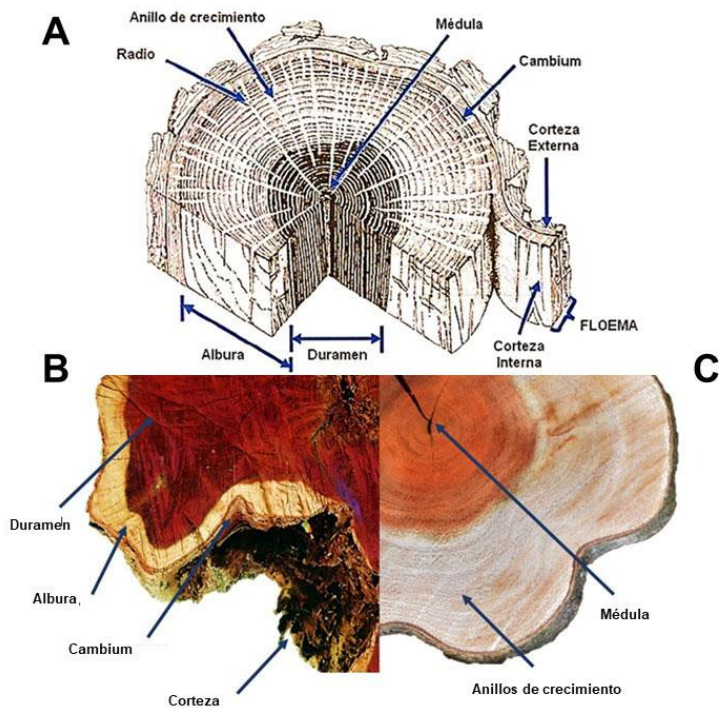 A
Anillo de crecimiento
Médula
Radio
Cambium
Corteza
Externa
FLOEMA
Corteza
Interna
Albura
Duramen
B
C
Duramen
Albura
Cambium
Corteza
Médula
Anillos de crecimiento